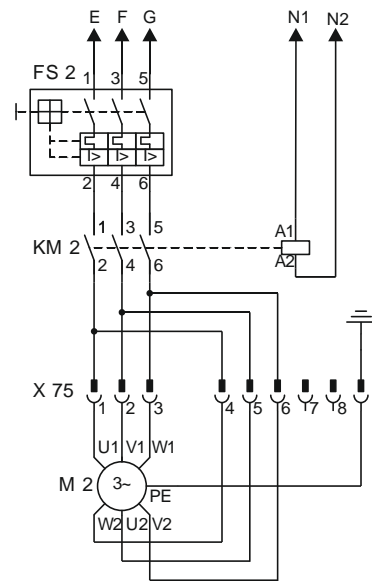 E F G N1 N2
FS 2 1 3 5
I> I> I>
2 4 6
1 3 5 A1
KM 2
2 4 6 A2
X 75
1 2 3 4 5 6 7 8
U1 V1 W1
M 2 3~
PE
W2 U2 V2